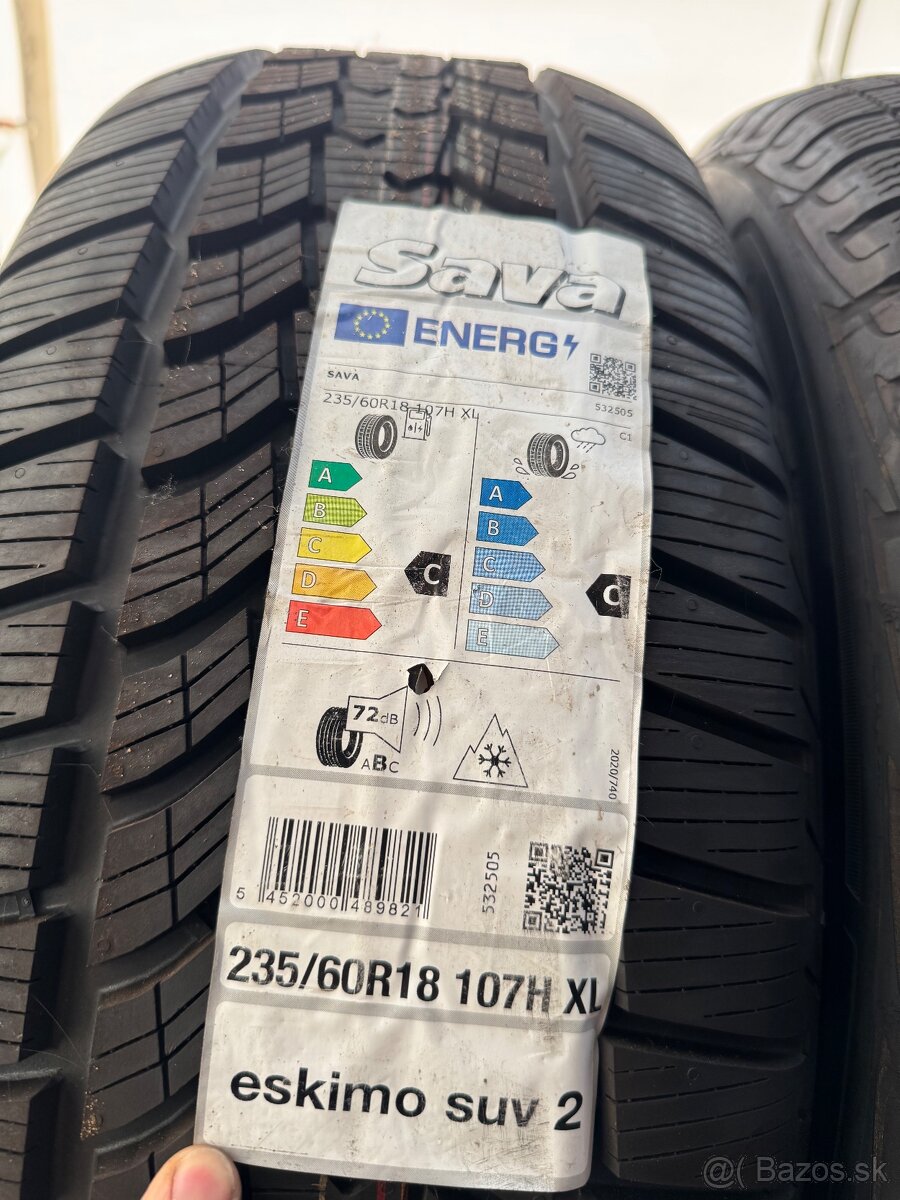 Sava
ENERG
SAVA
532505
235/60R18 107H XL
C1
A
B
C
D
E
C
A
B
C
D
E
C
72dB
ABC
2020/740
5 452000 489821
532505
235/60R18 107H XL
eskimo suv 2
@( Bazos.sk